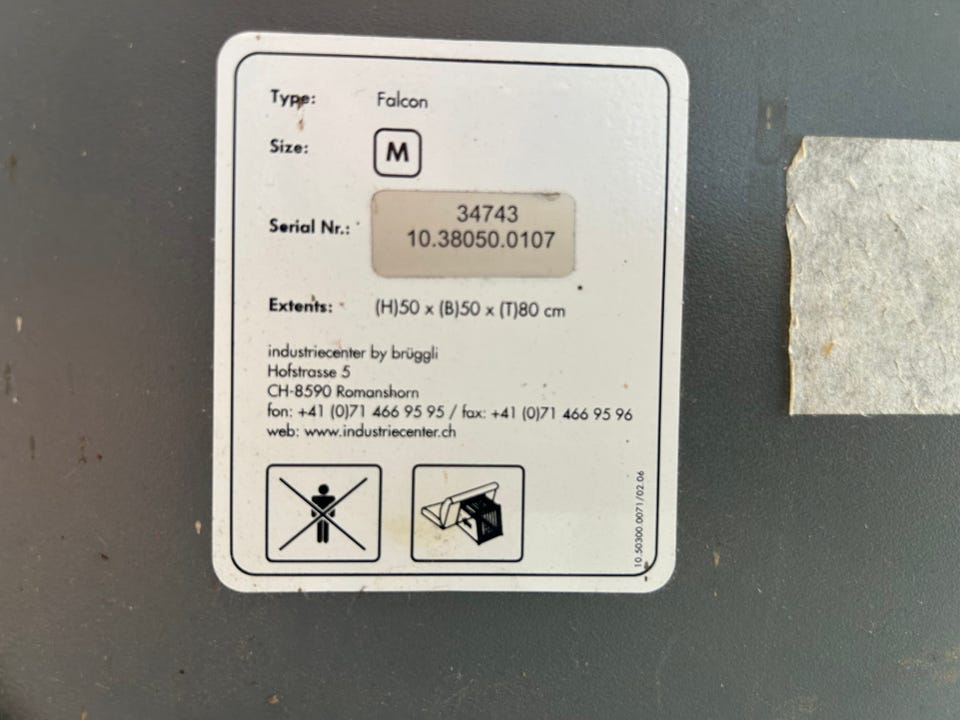 Type: Falcon
Size: M
Serial Nr.: 34743
10.38050.0107
Extents: (H)50 x (B)50 x (T)80 cm
industriecenter by brüggli
Hofstrasse 5
CH-8590 Romanshorn
fon: +41 (0)71 466 95 95 / fax: +41 (0)71 466 95 96
web: www.industriecenter.ch
10.50300.0071/02.06